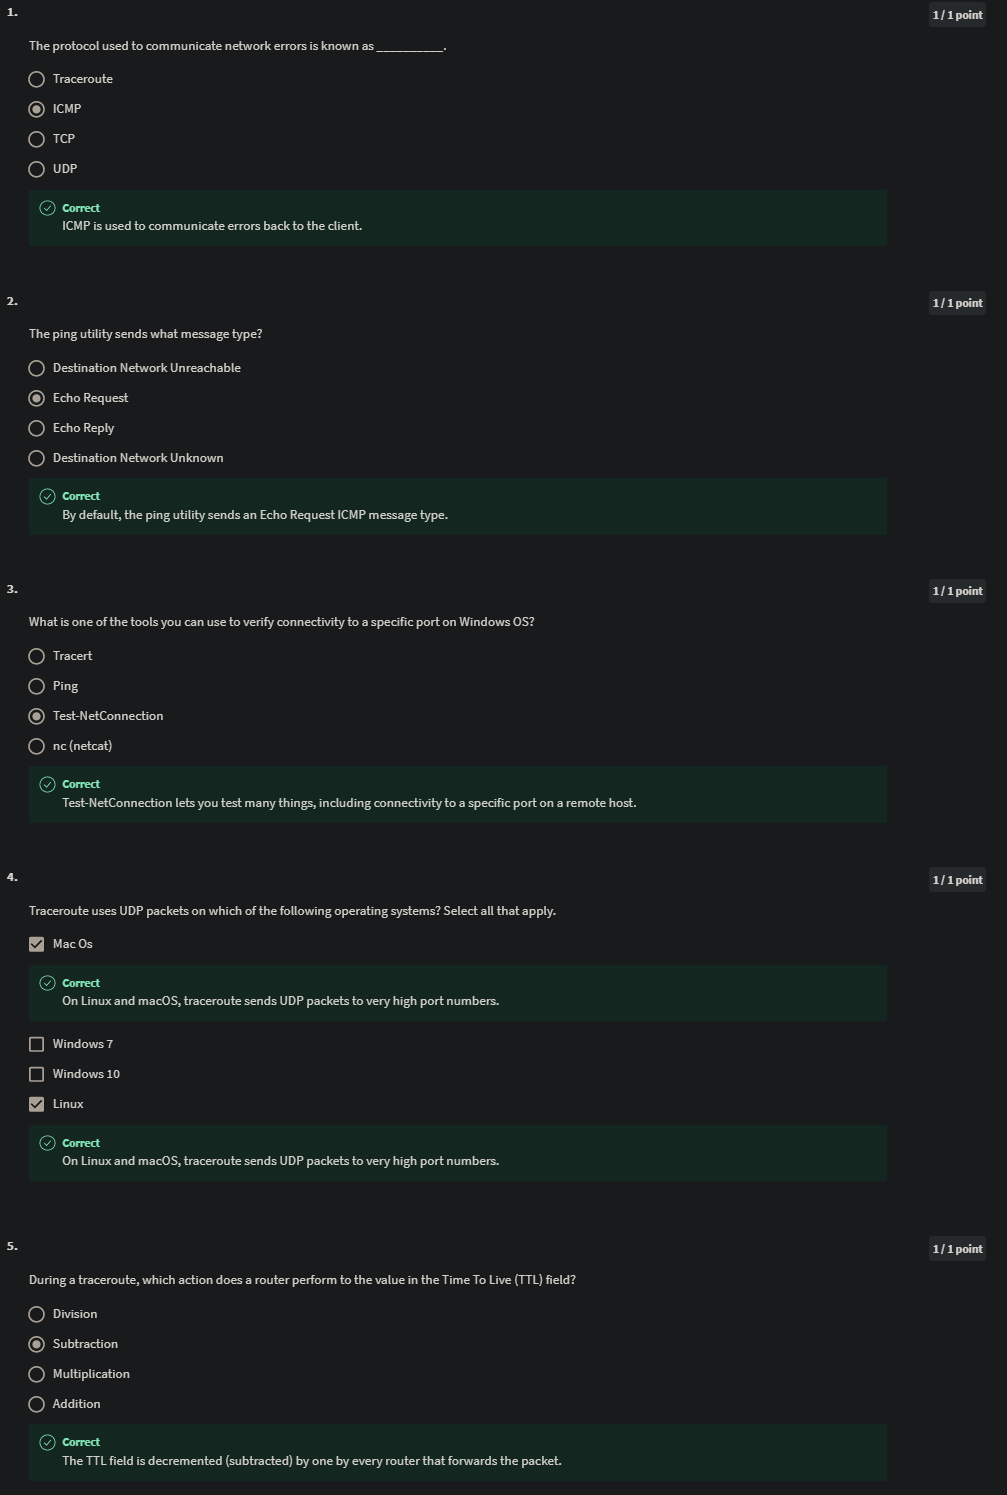 1.
1 / 1 point
The protocol used to communicate network errors is known as __________.
Traceroute
ICMP
TCP
UDP
Correct
ICMP is used to communicate errors back to the client.
2.
1 / 1 point
The ping utility sends what message type?
Destination Network Unreachable
Echo Request
Echo Reply
Destination Network Unknown
Correct
By default, the ping utility sends an Echo Request ICMP message type.
3.
1 / 1 point
What is one of the tools you can use to verify connectivity to a specific port on Windows OS?
Tracert
Ping
Test-NetConnection
nc (netcat)
Correct
Test-NetConnection lets you test many things, including connectivity to a specific port on a remote host.
4.
1 / 1 point
Traceroute uses UDP packets on which of the following operating systems? Select all that apply.
Mac Os
Correct
On Linux and macOS, traceroute sends UDP packets to very high port numbers.
Windows 7
Windows 10
Linux
Correct
On Linux and macOS, traceroute sends UDP packets to very high port numbers.
5.
1 / 1 point
During a traceroute, which action does a router perform to the value in the Time To Live (TTL) field?
Division
Subtraction
Multiplication
Addition
Correct
The TTL field is decremented (subtracted) by one by every router that forwards the packet.